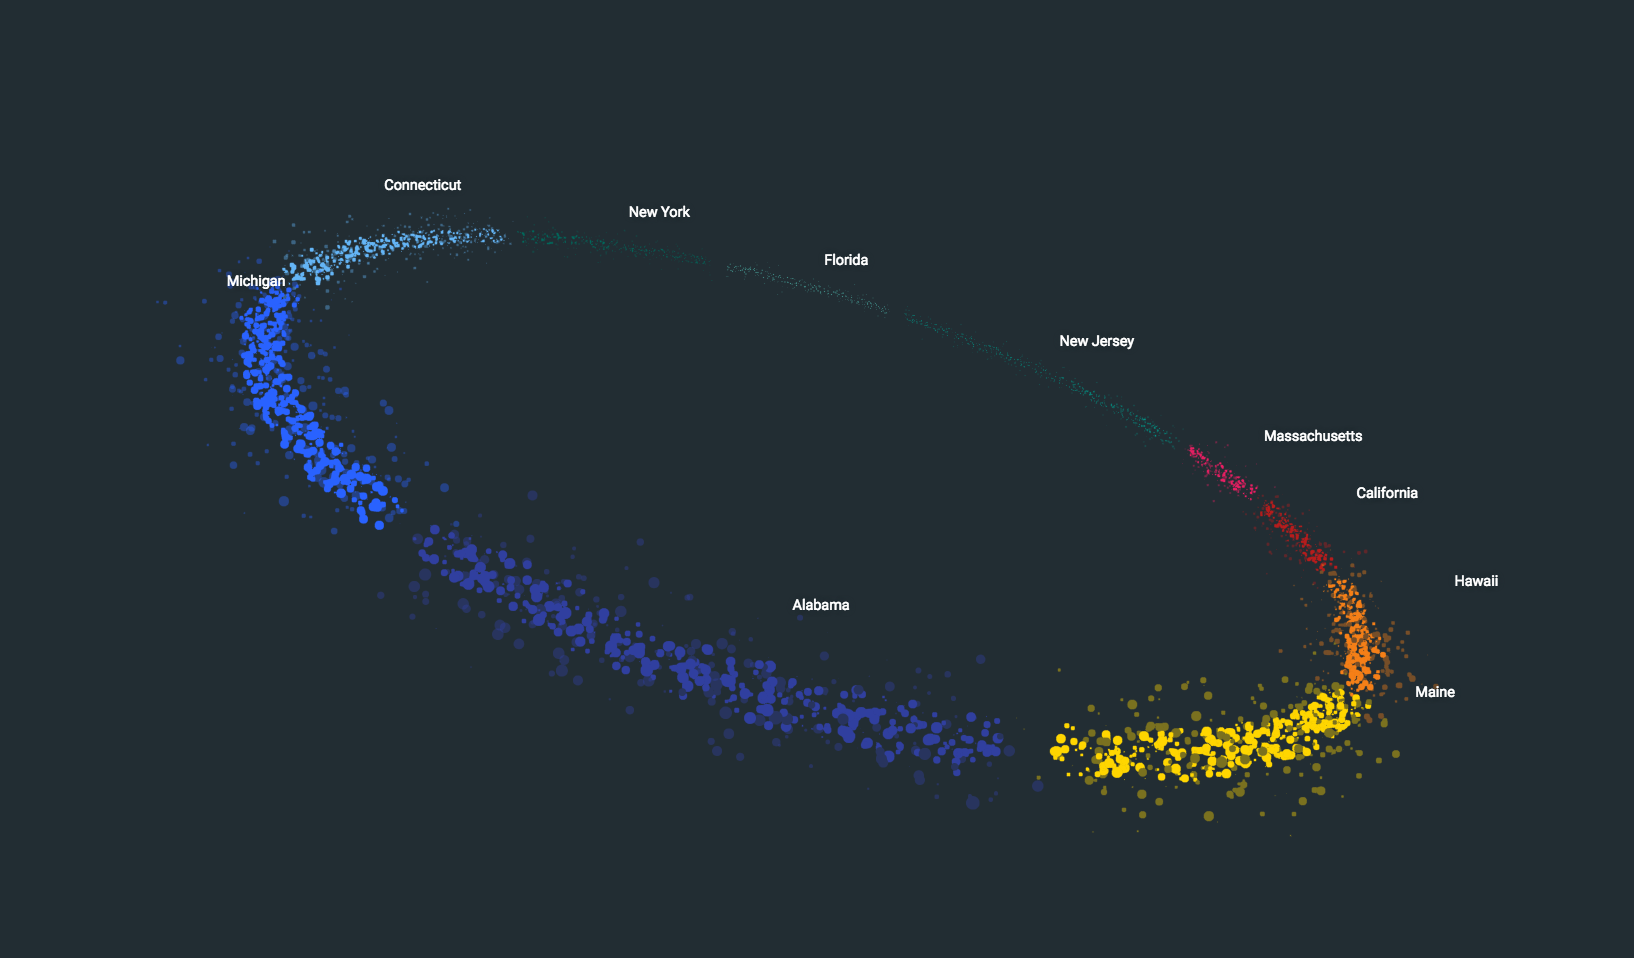 Connecticut
New York
Florida
Michigan
New Jersey
Massachusetts
California
Hawaii
Alabama
Maine